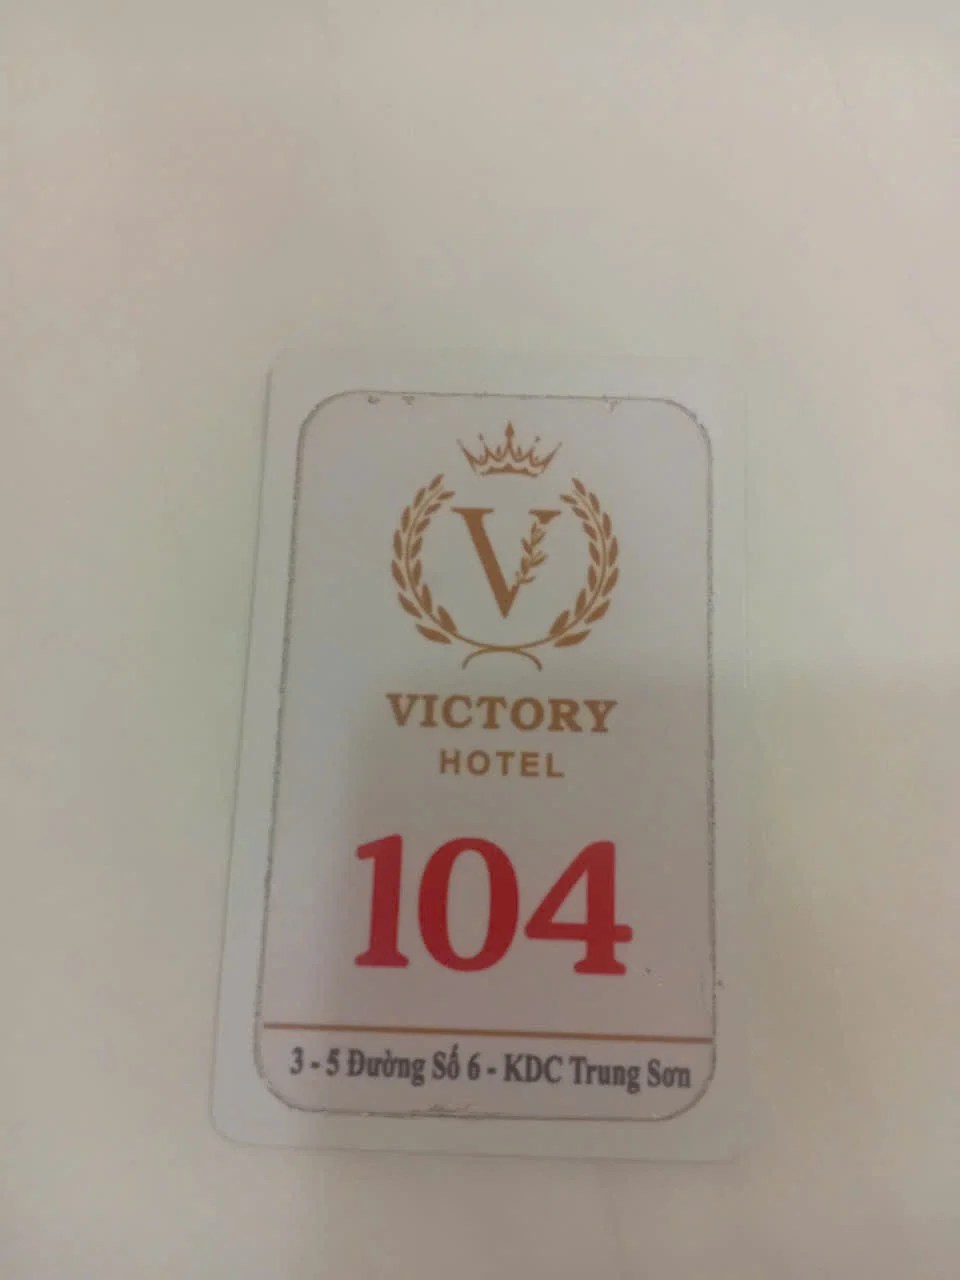 V
VICTORY
HOTEL
104
3 - 5 Đường Số 6 - KDC Trung Sơn